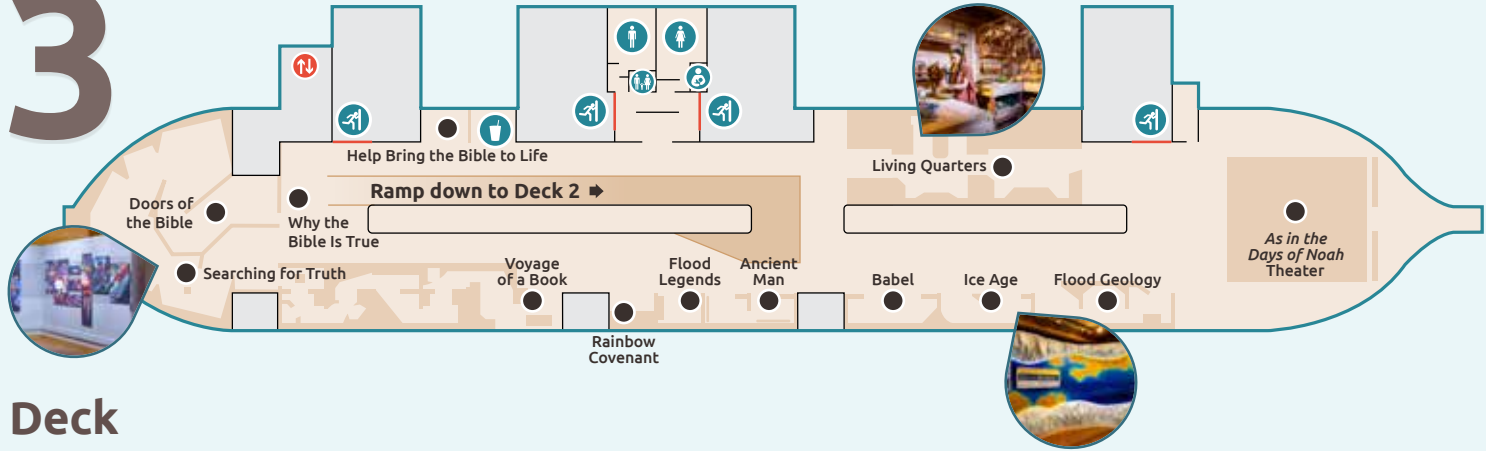 3
Help Bring the Bible to Life
Living Quarters
Ramp down to Deck 2 ➡
Doors of
the Bible
Why the
Bible Is True
As in the
Days of Noah
Theater
Searching for Truth
Voyage
of a Book
Flood
Legends
Ancient
Man
Babel
Ice Age
Flood Geology
Rainbow
Covenant
Deck